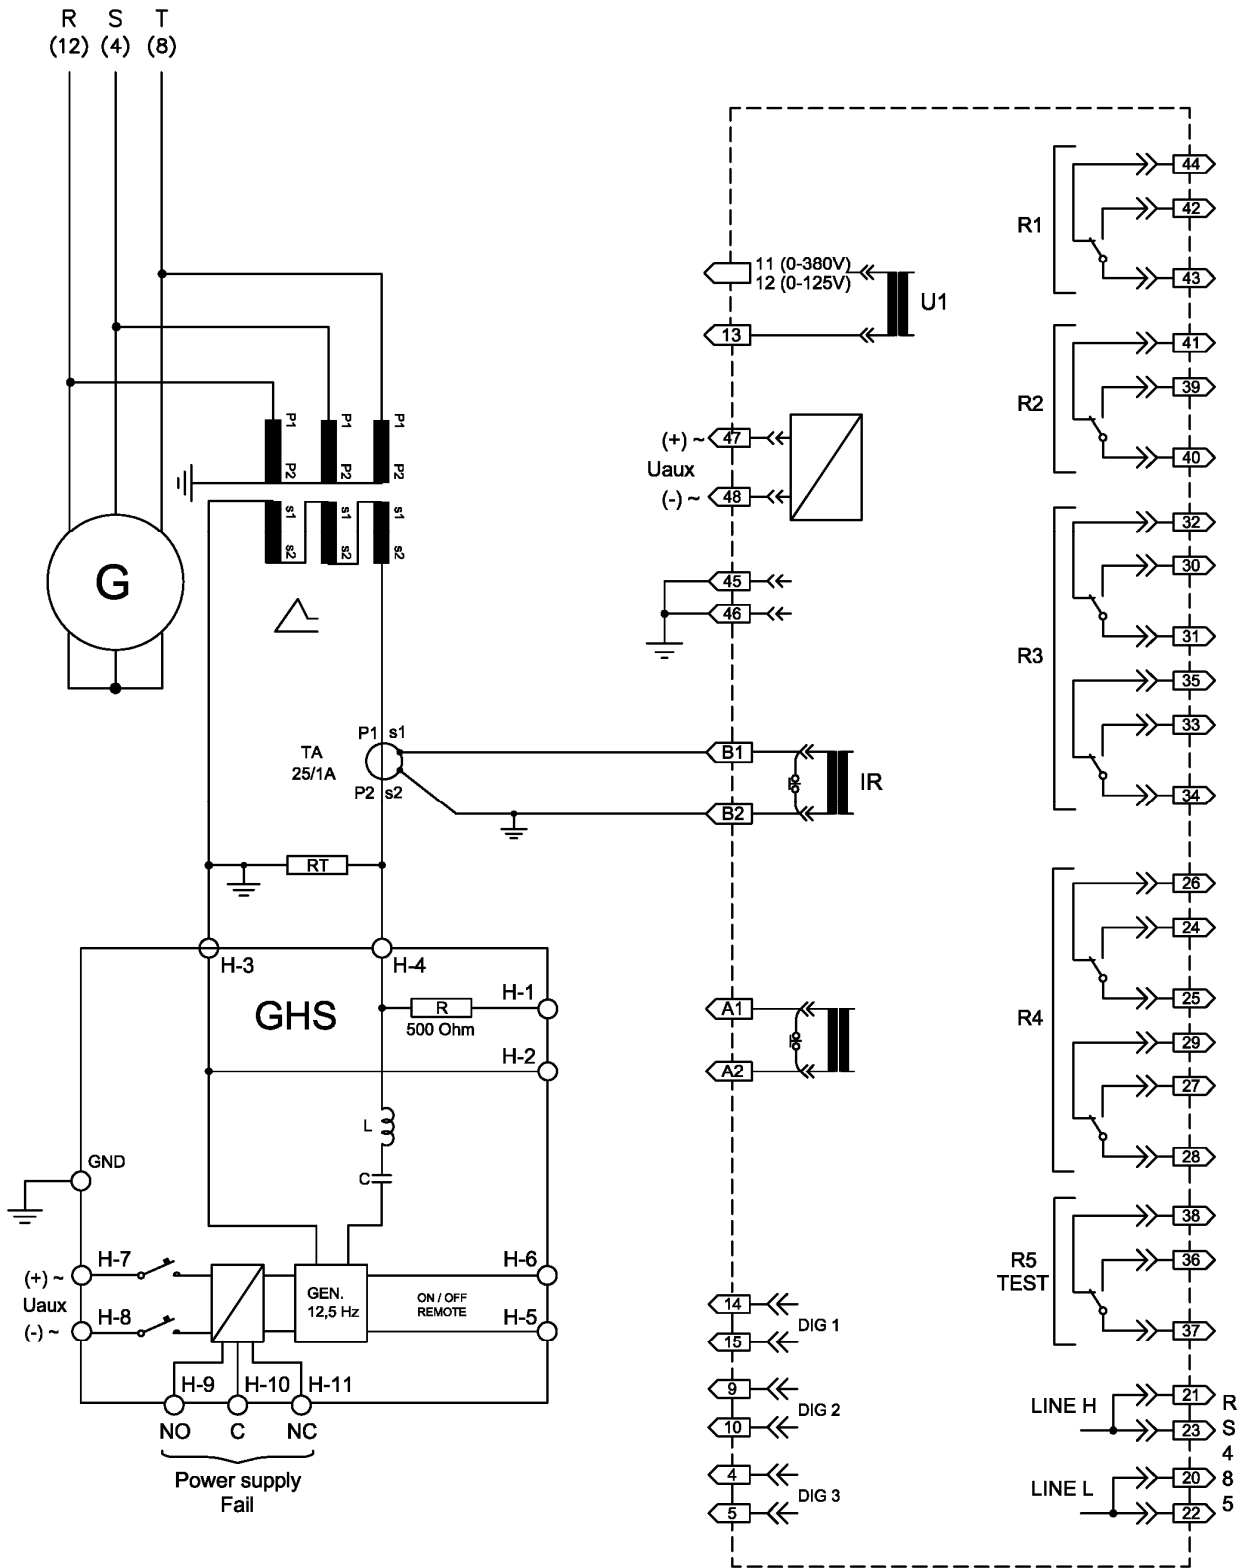 R S T
(12) (4) (8)
P1 P1 P1
P2 P2 P2
s1 s1 s1
s2 s2 s2
G
P1 s1
TA
25/1A
P2 s2
RT
H-3 H-4
GHS
H-1
R
500 Ohm
H-2
L
C
GND
H-7
(+) ~
Uaux
H-8
(-) ~
GEN.
12,5 Hz
ON / OFF
REMOTE
H-6
H-5
H-9 H-10 H-11
NO C NC
Power supply
Fail
11 (0-380V)
12 (0-125V)
U1
13
(+) ~ 47
Uaux
(-) ~ 48
45
46
B1
IR
B2
A1
A2
14
DIG 1
15
9
DIG 2
10
4
DIG 3
5
44
42
R1
43
41
39
R2
40
32
30
31
R3
35
33
34
26
24
25
R4
29
27
28
38
36
R5
TEST
37
LINE H
21
23
LINE L
20
22
R
S
4
8
5